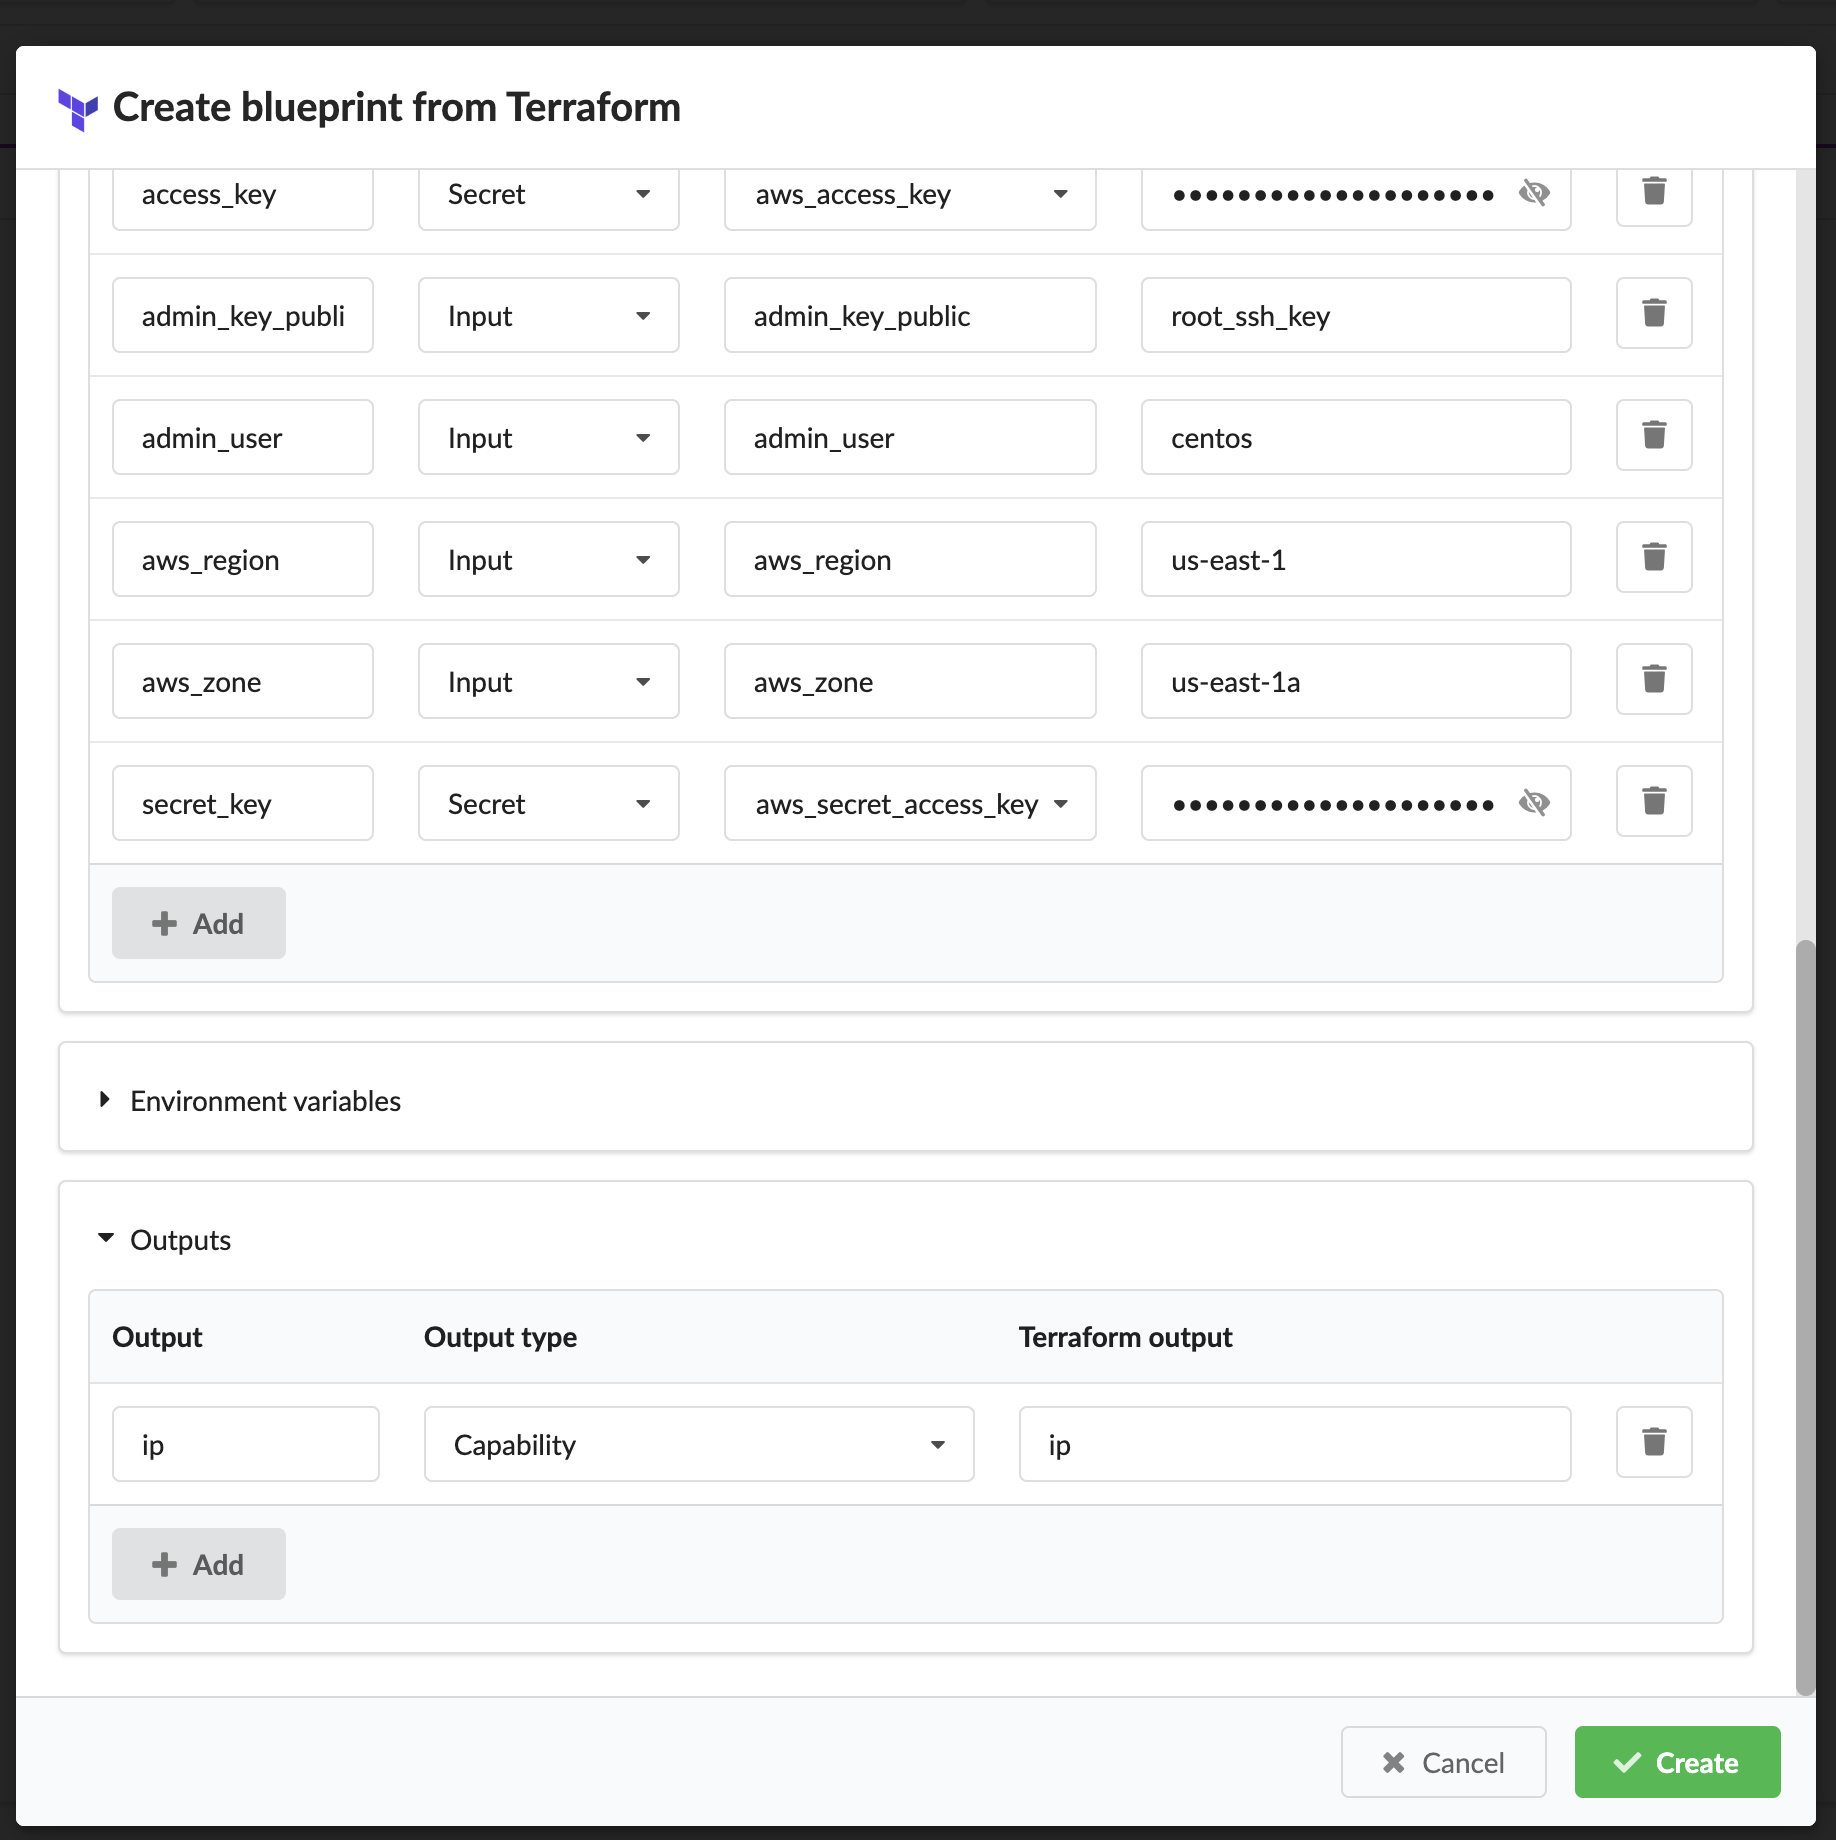 Create blueprint from Terraform
access_key Secret aws_access_key ••••••••••••••••••••
admin_key_publi Input admin_key_public root_ssh_key
admin_user Input admin_user centos
aws_region Input aws_region us-east-1
aws_zone Input aws_zone us-east-1a
secret_key Secret aws_secret_access_key ••••••••••••••••••••
Add
Environment variables
Outputs
Output Output type Terraform output
ip Capability ip
Add
Cancel Create